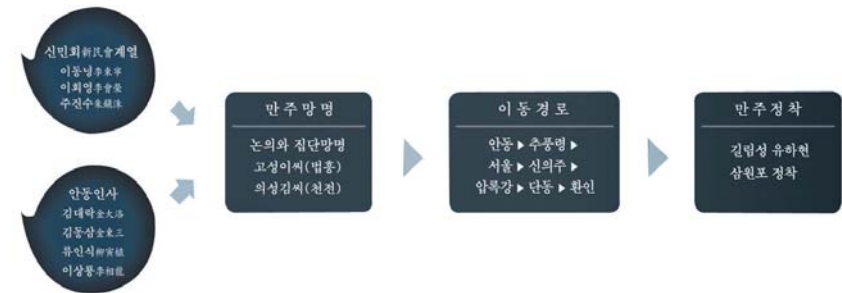 신민회新民會계열
이동녕李東寧
이회영李會榮
주진수朱鎭洙
안동인사
김대락金大洛
김동삼金東三
류인식柳寅植
이상룡李相龍
만주망명
논의와 집단망명
고성이씨(법흥)
의성김씨(천전)
이동경로
안동 ▶ 추풍령 ▶
서울 ▶ 신의주 ▶
압록강 ▶ 단동 ▶ 환인
만주정착
길림성 유하현
삼원포 정착